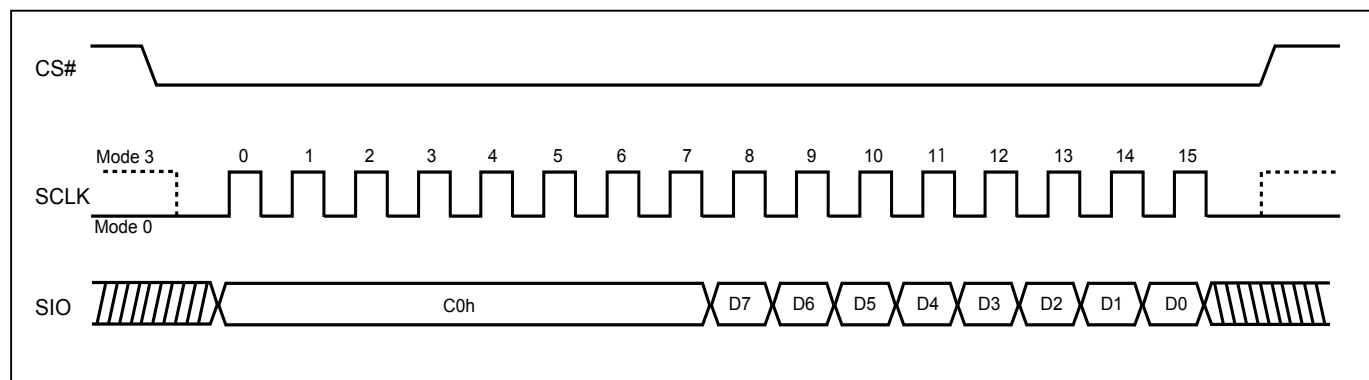 CS#
Mode 3
0 1 2 3 4 5 6 7 8 9 10 11 12 13 14 15
SCLK
Mode 0
SIO
C0h D7 D6 D5 D4 D3 D2 D1 D0